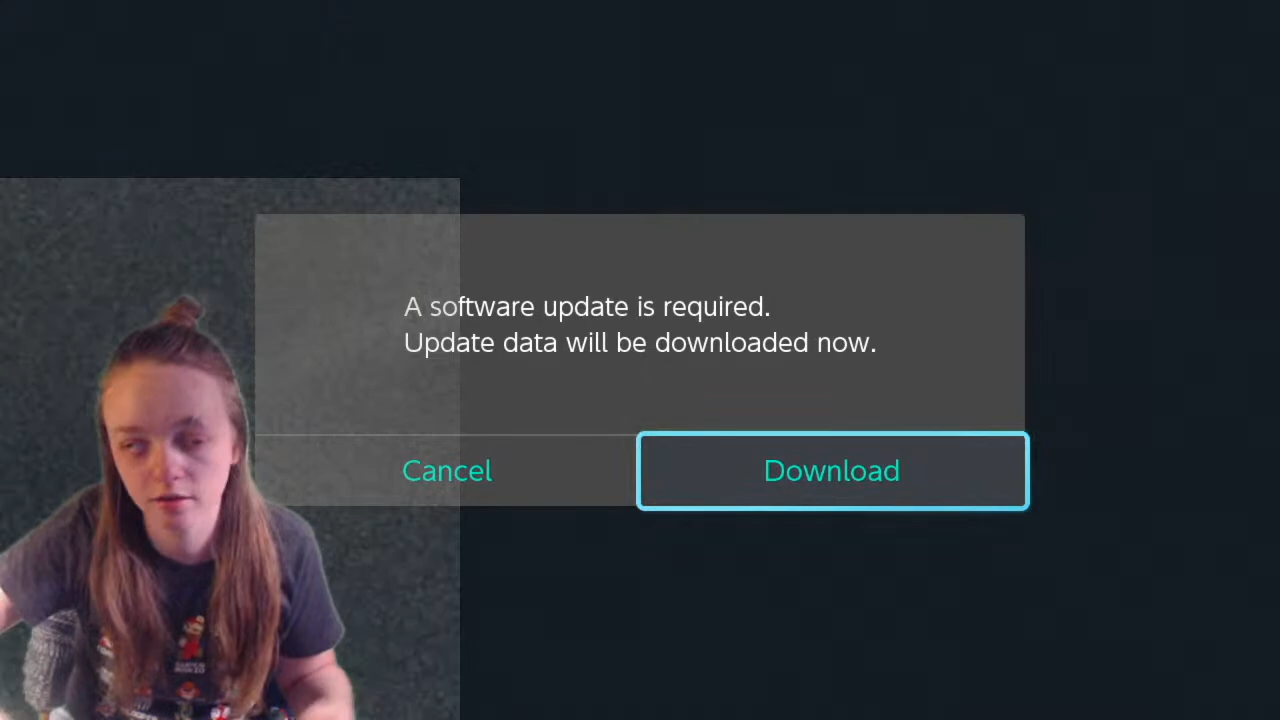 A software update is required.
Update data will be downloaded now.
Cancel
Download